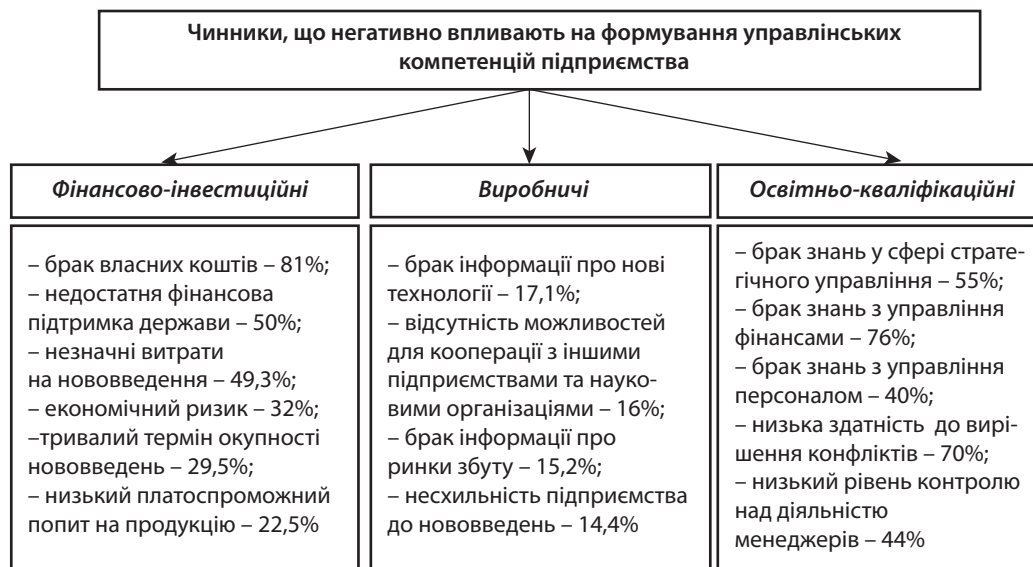 Чинники, що негативно впливають на формування управлінських
компетенцій підприємства
Фінансово-інвестиційні
– брак власних коштів – 81%;
– недостатня фінансова
підтримка держави – 50%;
– незначні витрати
на нововведення – 49,3%;
– економічний ризик – 32%;
–тривалий термін окупності
нововведень – 29,5%;
– низький платоспроможний
попит на продукцію – 22,5%
Виробничі
– брак інформації про нові
технології – 17,1%;
– відсутність можливостей
для кооперації з іншими
підприємствами та науко-
вими організаціями – 16%;
– брак інформації про
ринки збуту – 15,2%;
– несхильність підприємства
до нововведень – 14,4%
Освітньо-кваліфікаційні
– брак знань у сфері страте-
гічного управління – 55%;
– брак знань з управління
фінансами – 76%;
– брак знань з управління
персоналом – 40%;
– низька здатність до вирі-
шення конфліктів – 70%;
– низький рівень контролю
над діяльністю
менеджерів – 44%